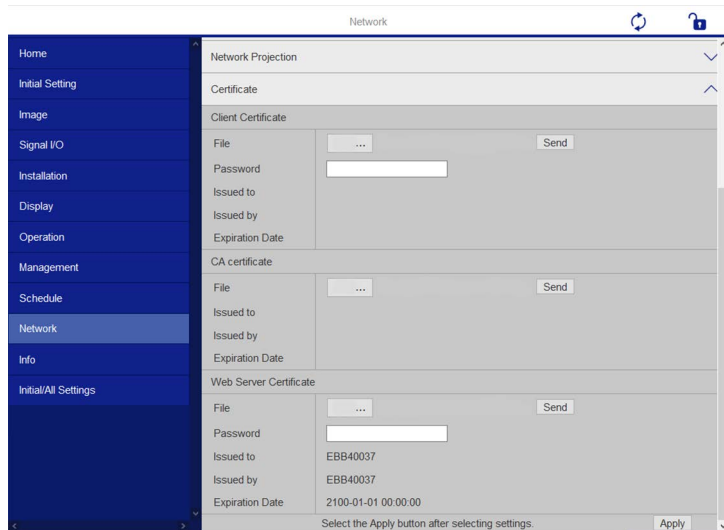 Network
Home
Initial Setting
Image
Signal I/O
Installation
Display
Operation
Management
Schedule
Network
Info
Initial/All Settings
Network Projection
Certificate
Client Certificate
File ... Send
Password
Issued to
Issued by
Expiration Date
CA certificate
File ... Send
Issued to
Issued by
Expiration Date
Web Server Certificate
File ... Send
Password
Issued to EBB40037
Issued by EBB40037
Expiration Date 2100-01-01 00:00:00
Select the Apply button after selecting settings. Apply